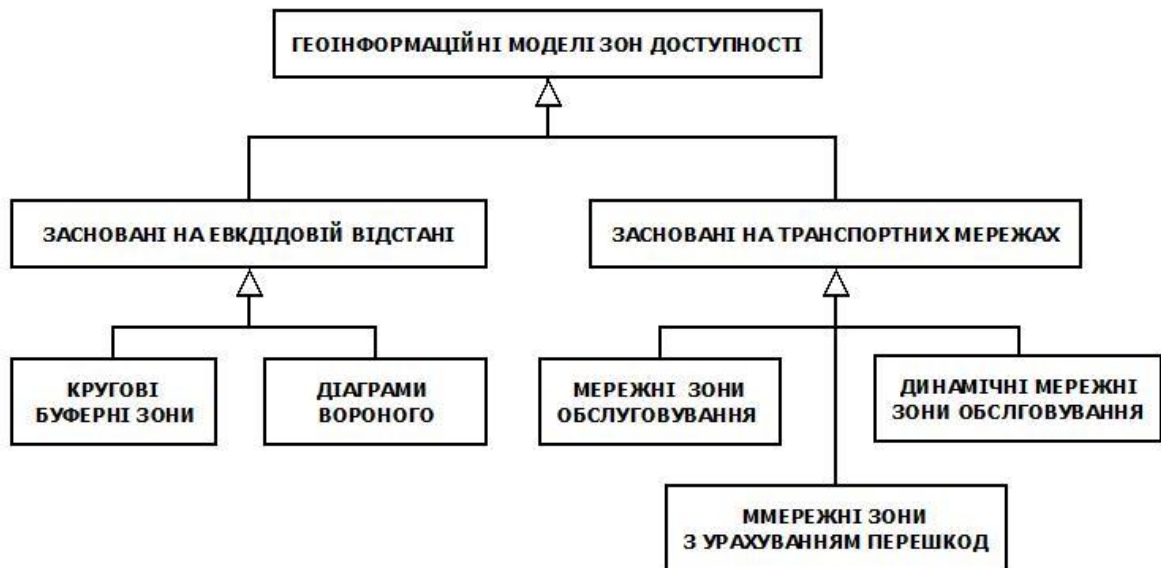 ГЕОІНФОРМАЦІЙНІ МОДЕЛІ ЗОН ДОСТУПНОСТІ
ЗАСНОВАНІ НА ЕВКДІДОВІЙ ВІДСТАНІ
ЗАСНОВАНІ НА ТРАНСПОРТНИХ МЕРЕЖАХ
КРУГОВІ
БУФЕРНІ ЗОНИ
ДІАГРАМИ
ВОРОНОГО
МЕРЕЖНІ ЗОНИ
ОБСЛУГОВУВАННЯ
ДИНАМІЧНІ МЕРЕЖНІ
ЗОНИ ОБСЛГОВУВАННЯ
ММЕРЕЖНІ ЗОНИ
З УРАХУВАННЯМ ПЕРЕШКОД